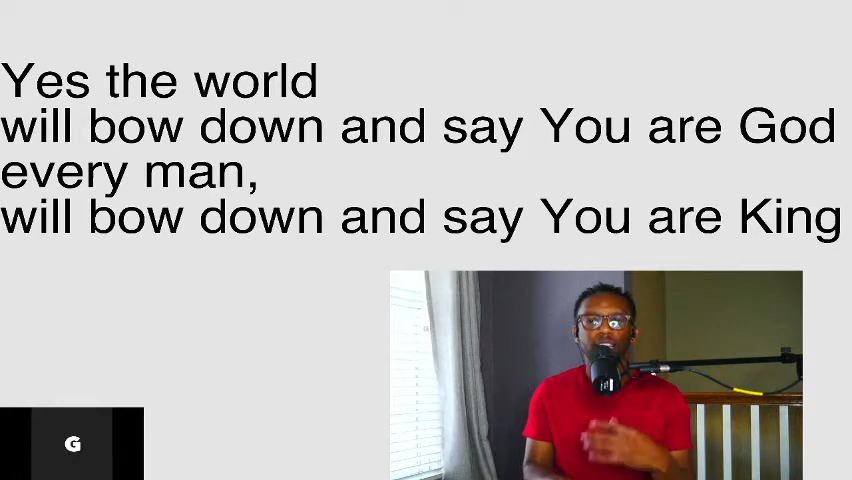 Yes the world
will bow down and say You are God
every man,
will bow down and say You are King
G